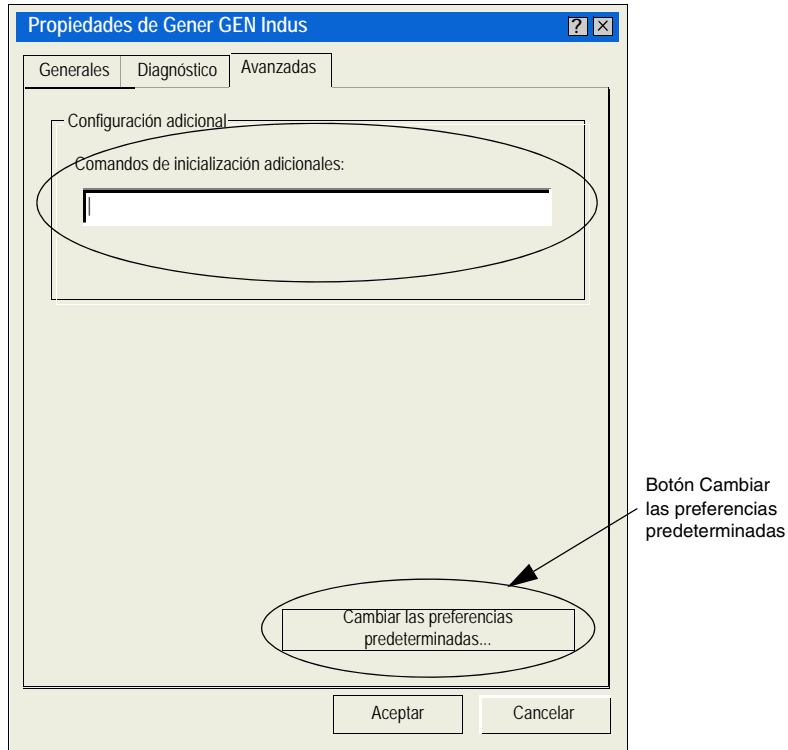 Propiedades de Gener GEN Indus
Generales
Diagnóstico
Avanzadas
Configuración adicional
Comandos de inicialización adicionales:
Cambiar las preferencias
predeterminadas...
Botón Cambiar
las preferencias
predeterminadas
Aceptar
Cancelar